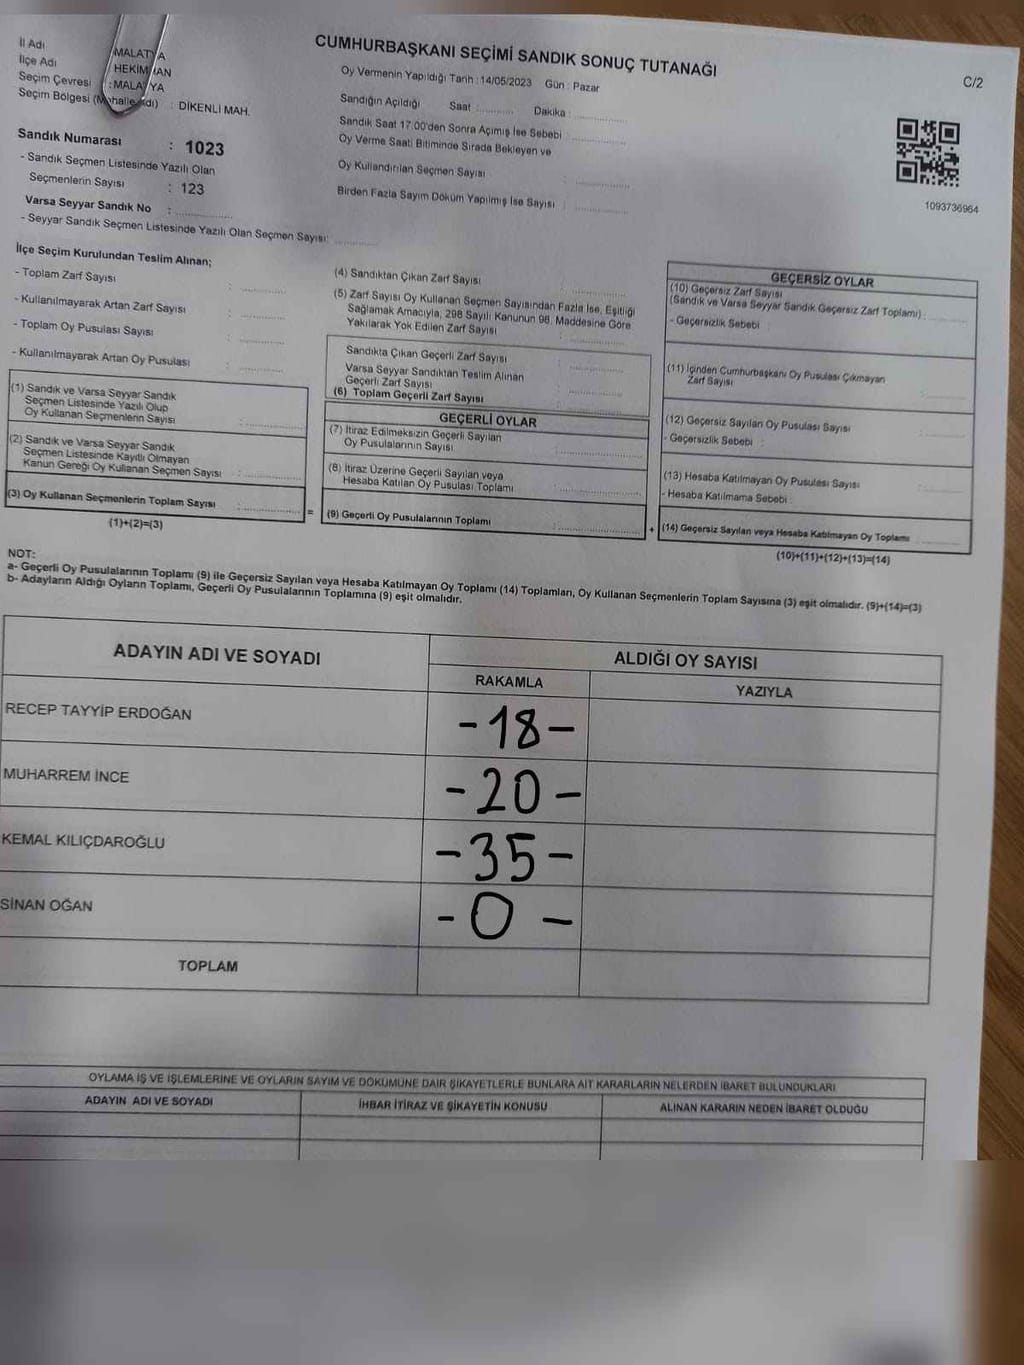 CUMHURBAŞKANI SEÇİMİ SANDIK SONUÇ TUTANAĞI
C/2
İl Adı MALATYA
İlçe Adı HEKİMHAN
Seçim Çevresi : MALATYA
Seçim Bölgesi (Mahalle Adı) : DİKENLİ MAH.
Sandık Numarası : 1023
- Sandık Seçmen Listesinde Yazılı Olan
Seçmenlerin Sayısı : 123
Varsa Seyyar Sandık No :
- Seyyar Sandık Seçmen Listesinde Yazılı Olan Seçmen Sayısı:
Oy Vermenin Yapıldığı Tarih : 14/05/2023 Gün : Pazar
Sandığın Açıldığı Saat Dakika :
Sandık Saat 17.00'den Sonra Açımış İse Sebebi :
Oy Verme Saati Bitiminde Sırada Bekleyen ve
Oy Kullandırılan Seçmen Sayısı :
Birden Fazla Sayım Döküm Yapılmış İse Sayısı :
1093736964
İlçe Seçim Kurulundan Teslim Alınan;
- Toplam Zarf Sayısı :
- Kullanılmayarak Artan Zarf Sayısı :
- Toplam Oy Pusulası Sayısı :
- Kullanılmayarak Artan Oy Pusulası :
(1) Sandık ve Varsa Seyyar Sandık
Seçmen Listesinde Yazılı Olup
Oy Kullanan Seçmenlerin Sayısı :
(2) Sandık ve Varsa Seyyar Sandık
Seçmen Listesinde Kayıtlı Olmayan
Kanun Gereği Oy Kullanan Seçmen Sayısı :
(3) Oy Kullanan Seçmenlerin Toplam Sayısı :
(1)+(2)=(3)
=
(4) Sandıktan Çıkan Zarf Sayısı :
(5) Zarf Sayısı Oy Kullanan Seçmen Sayısından Fazla İse, Eşitliği
Sağlamak Amacıyla, 298 Sayılı Kanunun 98. Maddesine Göre
Yakılarak Yok Edilen Zarf Sayısı :
Sandıkta Çıkan Geçerli Zarf Sayısı :
Varsa Seyyar Sandıktan Teslim Alınan
Geçerli Zarf Sayısı :
(6) Toplam Geçerli Zarf Sayısı :
GEÇERLİ OYLAR
(7) İtiraz Edilmeksizin Geçerli Sayılan
Oy Pusulalarının Sayısı :
(8) İtiraz Üzerine Geçerli Sayılan veya
Hesaba Katılan Oy Pusulası Toplamı :
(9) Geçerli Oy Pusulalarının Toplamı :
+
GEÇERSİZ OYLAR
(10) Geçersiz Zarf Sayısı
(Sandık ve Varsa Seyyar Sandık Geçersiz Zarf Toplamı) :
- Geçersizlik Sebebi :
(11) İçinden Cumhurbaşkanı Oy Pusulası Çıkmayan
Zarf Sayısı :
(12) Geçersiz Sayılan Oy Pusulası Sayısı :
- Geçersizlik Sebebi :
(13) Hesaba Katılmayan Oy Pusulası Sayısı :
- Hesaba Katılmama Sebebi :
(14) Geçersiz Sayılan veya Hesaba Katılmayan Oy Toplamı :
(10)+(11)+(12)+(13)=(14)
NOT:
a- Geçerli Oy Pusulalarının Toplamı (9) ile Geçersiz Sayılan veya Hesaba Katılmayan Oy Toplamı (14) Toplamları, Oy Kullanan Seçmenlerin Toplam Sayısına (3) eşit olmalıdır. (9)+(14)=(3)
b- Adayların Aldığı Oyların Toplamı, Geçerli Oy Pusulalarının Toplamına (9) eşit olmalıdır.
ADAYIN ADI VE SOYADI ALDIĞI OY SAYISI
RAKAMLA YAZIYLA
RECEP TAYYİP ERDOĞAN -18-
MUHARREM İNCE -20-
KEMAL KILIÇDAROĞLU -35-
SİNAN OĞAN -0-
TOPLAM
OYLAMA İŞ VE İŞLEMLERİNE VE OYLARIN SAYIM VE DÖKÜMÜNE DAİR ŞİKAYETLERLE BUNLARA AİT KARARLARIN NELERDEN İBARET BULUNDUKLARI
ADAYIN ADI VE SOYADI İHBAR İTİRAZ VE ŞİKAYETİN KONUSU ALINAN KARARIN NEDEN İBARET OLDUĞU